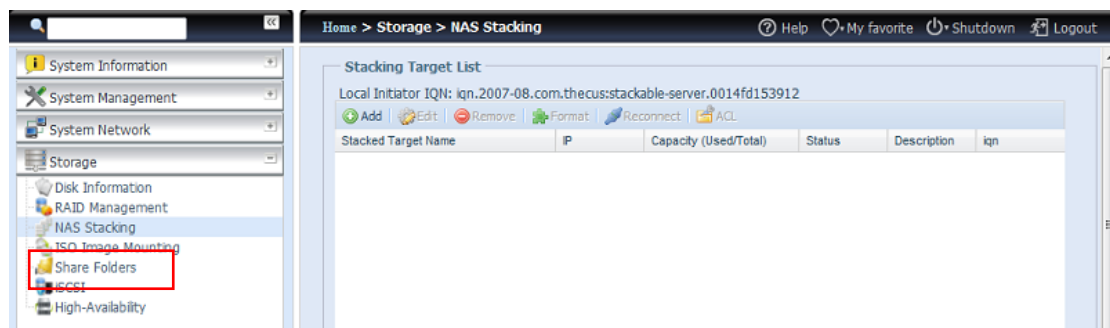 Home > Storage > NAS Stacking
Help My favorite Shutdown Logout
System Information
System Management
System Network
Storage
Disk Information
RAID Management
NAS Stacking
ISO Image Mounting
Share Folders
iSCSI
High-Availability
Stacking Target List
Local Initiator IQN: iqn.2007-08.com.thecus:stackable-server.0014fd153912
Add Edit Remove Format Reconnect ACL
Stacked Target Name IP Capacity (Used/Total) Status Description iqn